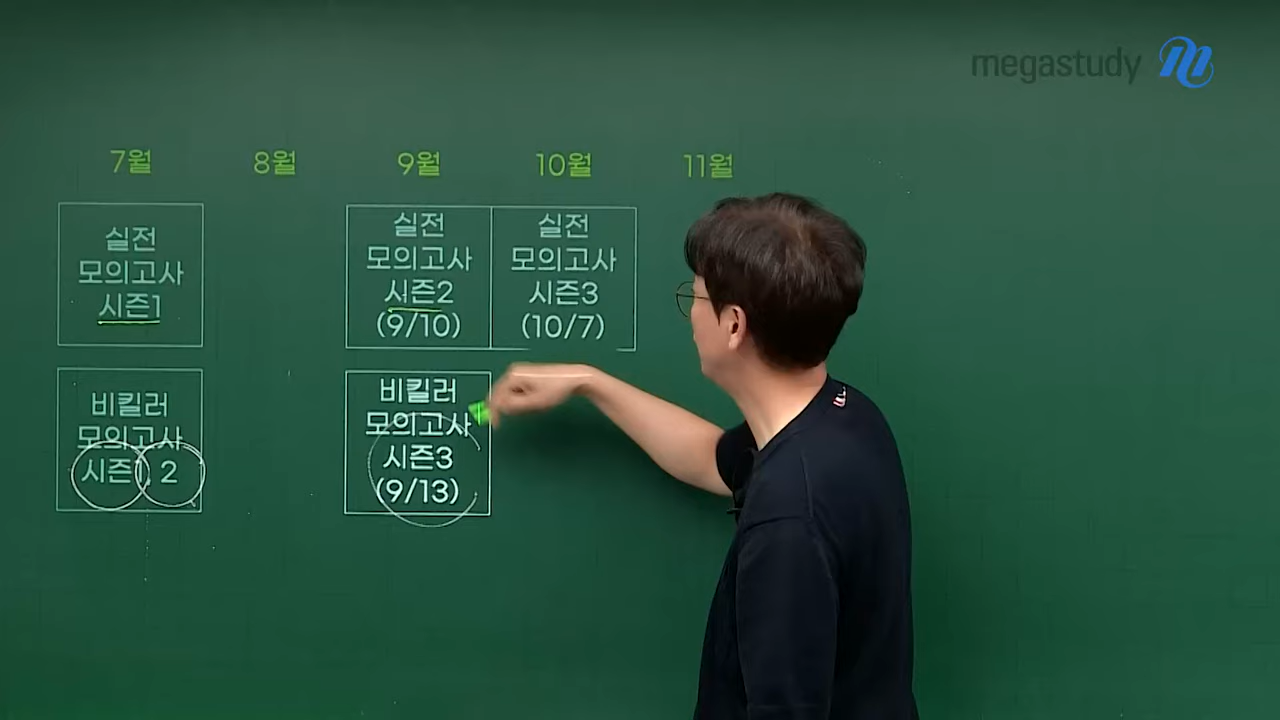 megastudy
7월 8월 9월 10월 11월
실전
모의고사
시즌1
실전
모의고사
시즌2
(9/10)
실전
모의고사
시즌3
(10/7)
비킬러
모의고사
시즌1, 2
비킬러
모의고사
시즌3
(9/13)